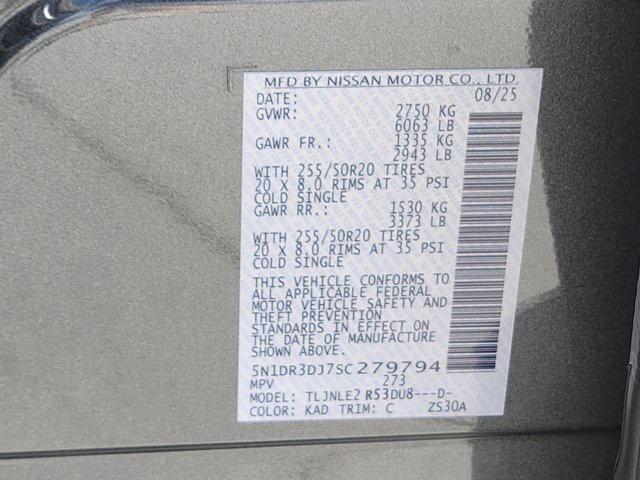 MFD BY NISSAN MOTOR CO., LTD.
DATE: 08/25
GVWR: 2750 KG
6063 LB
GAWR FR.: 1335 KG
2943 LB
WITH 255/50R20 TIRES
20 X 8.0 RIMS AT 35 PSI
COLD SINGLE
GAWR RR.: 1530 KG
3373 LB
WITH 255/50R20 TIRES
20 X 8.0 RIMS AT 35 PSI
COLD SINGLE
THIS VEHICLE CONFORMS TO
ALL APPLICABLE FEDERAL
MOTOR VEHICLE SAFETY AND
THEFT PREVENTION
STANDARDS IN EFFECT ON
THE DATE OF MANUFACTURE
SHOWN ABOVE.
5N1DR3DJ7SC279794
MPV 273
MODEL: TLJNLE2 R53DU8---D-
COLOR: KAD TRIM: C ZS30A